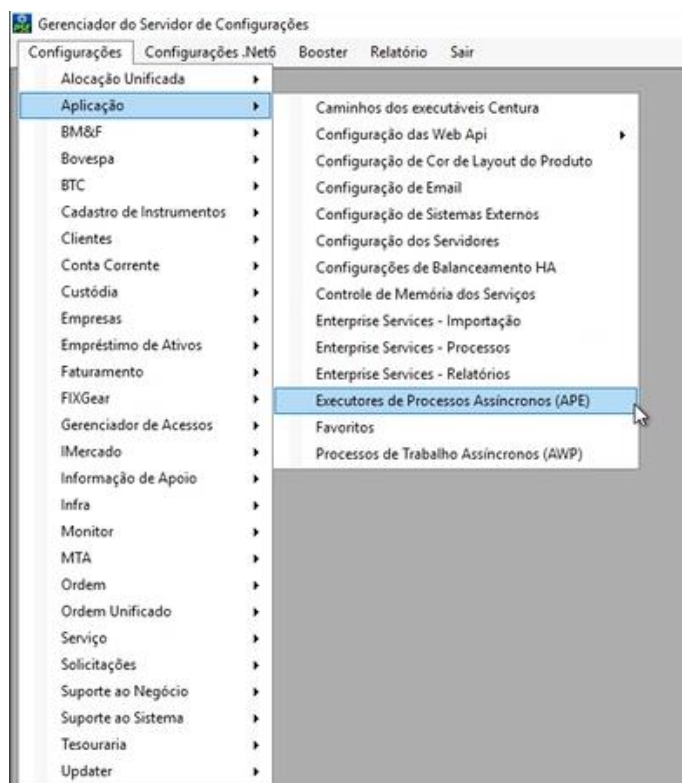 Gerenciador do Servidor de Configurações
Configurações Configurações .Net6 Booster Relatório Sair
Alocação Unificada
Aplicação
BM&F
Bovespa
BTC
Cadastro de Instrumentos
Clientes
Conta Corrente
Custódia
Empresas
Empréstimo de Ativos
Faturamento
FIXGear
Gerenciador de Acessos
IMercado
Informação de Apoio
Infra
Monitor
MTA
Ordem
Ordem Unificado
Serviço
Solicitações
Suporte ao Negócio
Suporte ao Sistema
Tesouraria
Updater
Caminhos dos executáveis Centura
Configuração das Web Api
Configuração de Cor de Layout do Produto
Configuração de Email
Configuração de Sistemas Externos
Configuração dos Servidores
Configurações de Balanceamento HA
Controle de Memória dos Serviços
Enterprise Services - Importação
Enterprise Services - Processos
Enterprise Services - Relatórios
Executores de Processos Assíncronos (APE)
Favoritos
Processos de Trabalho Assíncronos (AWP)